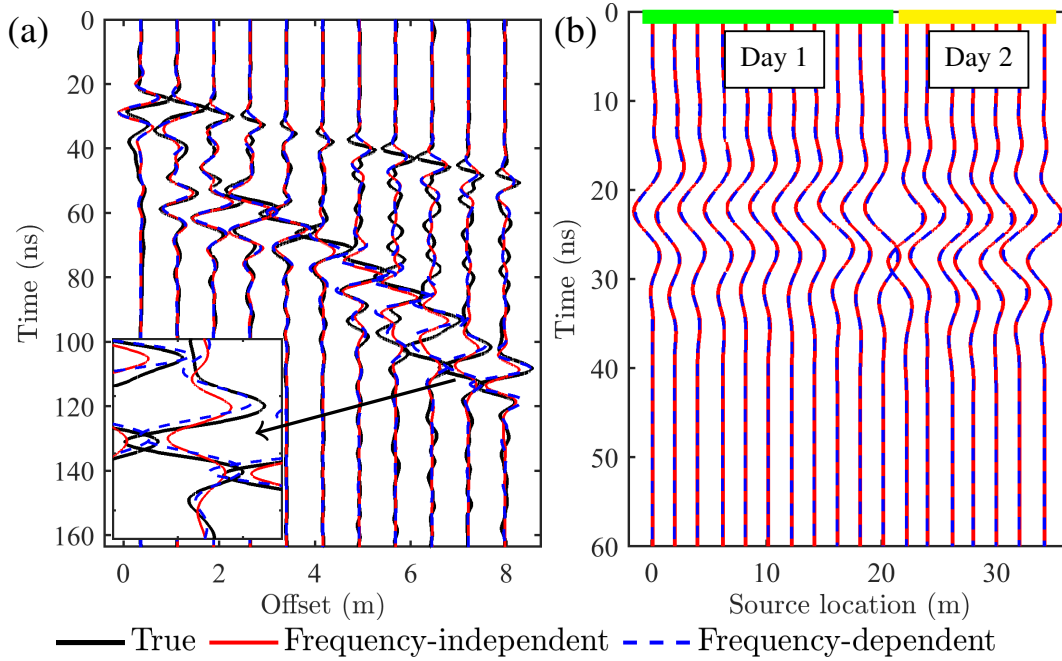 (a)
0
20
40
60
80
100
120
140
160
Time (ns)
0 2 4 6 8
Offset (m)
(b)
Day 1 Day 2
0
10
20
30
40
50
60
Time (ns)
0 10 20 30
Source location (m)
True Frequency-independent Frequency-dependent